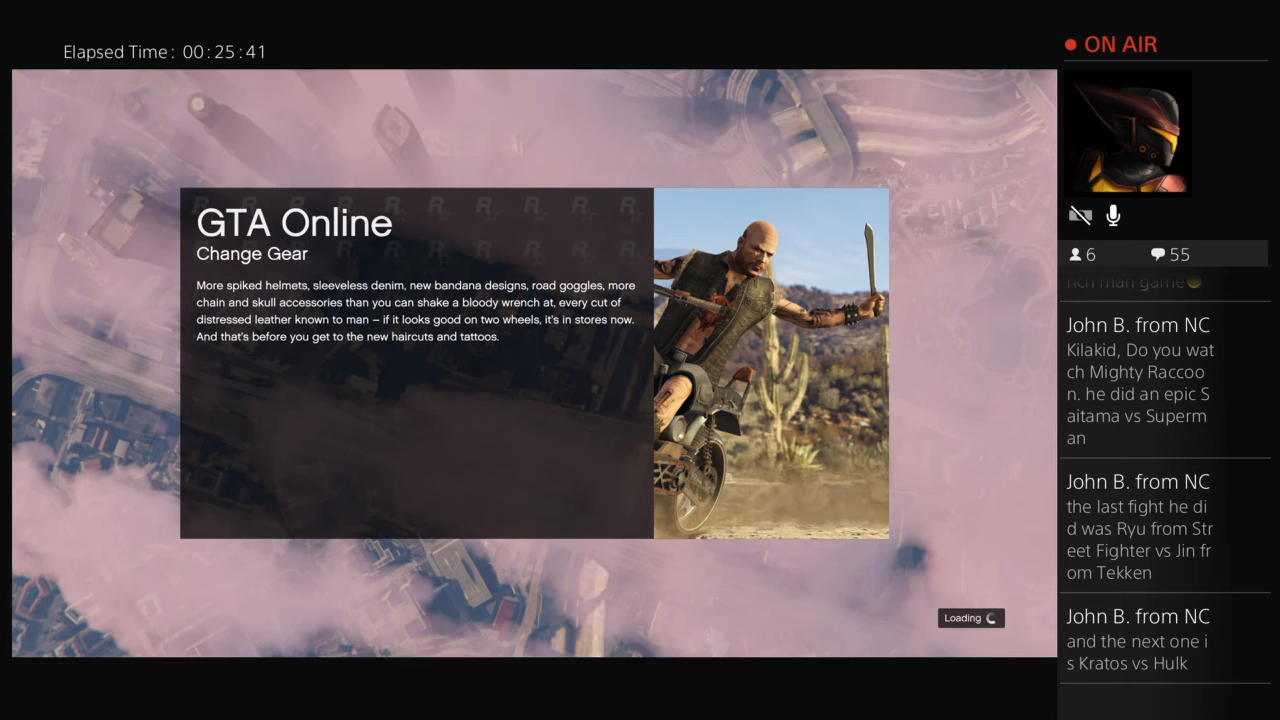 Elapsed Time: 00:25:41
ON AIR
GTA Online
Change Gear
More spiked helmets, sleeveless denim, new bandana designs, road goggles, more
chain and skull accessories than you can shake a bloody wrench at, every cut of
distressed leather known to man – if it looks good on two wheels, it's in stores now.
And that's before you get to the new haircuts and tattoos.
Loading
6 55
man game
John B. from NC
Kilakid, Do you wat
ch Mighty Raccoo
n. he did an epic S
aitama vs Superm
an
John B. from NC
the last fight he di
d was Ryu from Str
eet Fighter vs Jin fr
om Tekken
John B. from NC
and the next one i
s Kratos vs Hulk